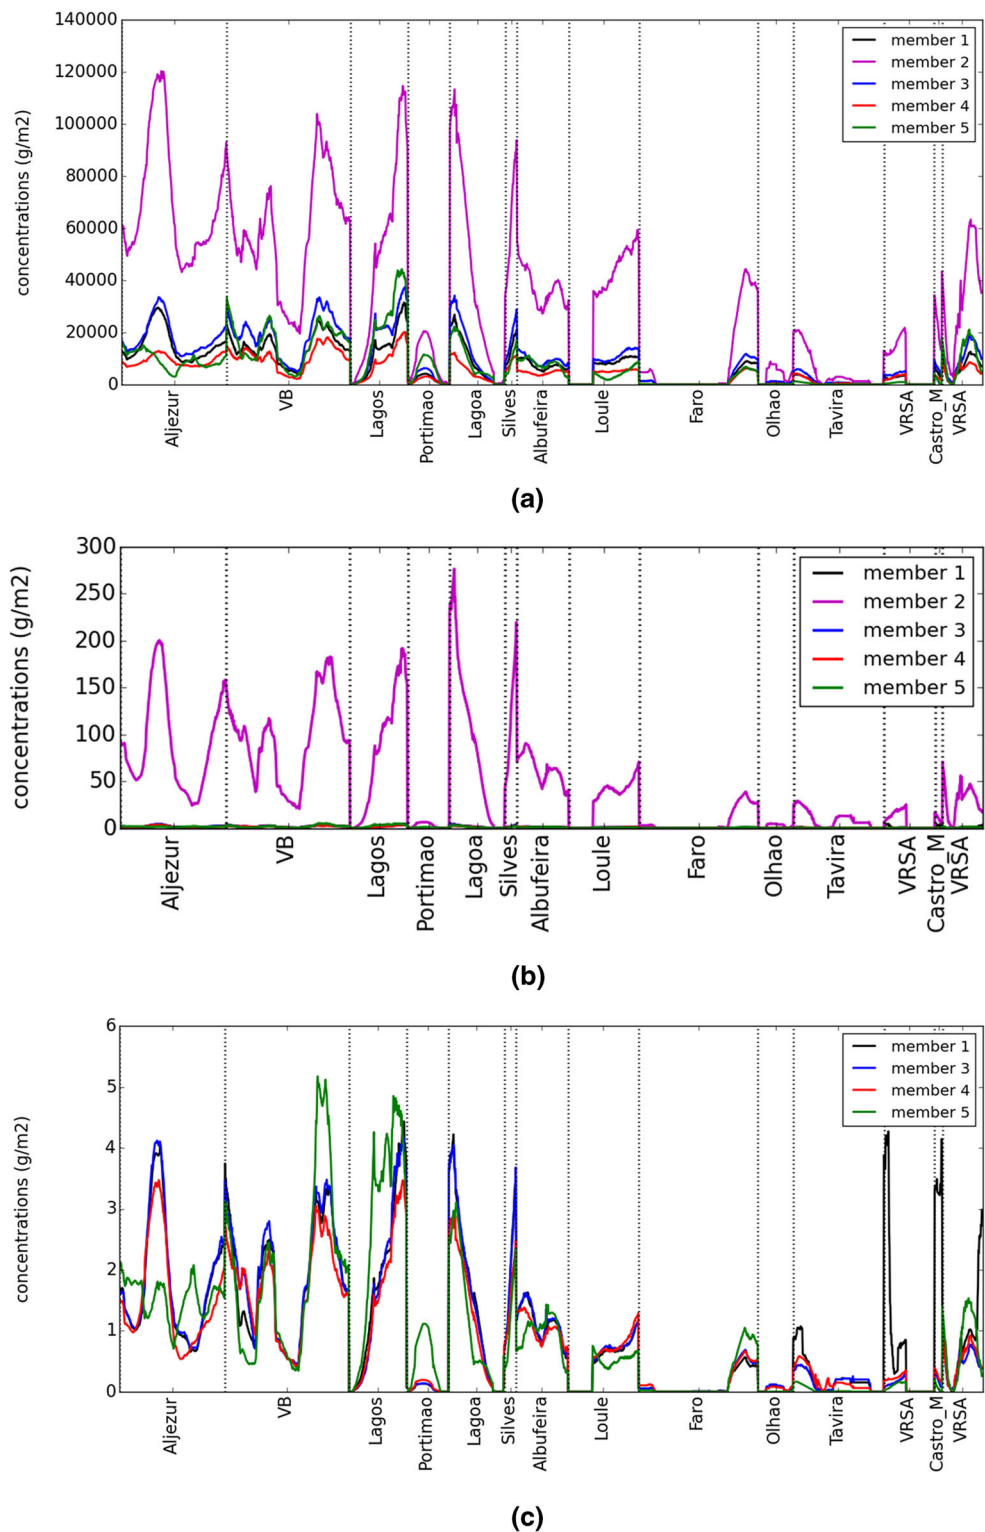 140000
120000
100000
80000
60000
40000
20000
0
concentrations (g/m2)
member 1
member 2
member 3
member 4
member 5
Aljezur
VB
Lagos
Portimao
Lagoa
Silves
Albufeira
Loule
Faro
Olhao
Tavira
VRSA
Castro_M
VRSA
(a)
300
250
200
150
100
50
0
concentrations (g/m2)
member 1
member 2
member 3
member 4
member 5
Aljezur
VB
Lagos
Portimao
Lagoa
Silves
Albufeira
Loule
Faro
Olhao
Tavira
VRSA
Castro_M
VRSA
(b)
6
5
4
3
2
1
0
concentrations (g/m2)
member 1
member 3
member 4
member 5
Aljezur
VB
Lagos
Portimao
Lagoa
Silves
Albufeira
Loule
Faro
Olhao
Tavira
VRSA
Castro_M
VRSA
(c)